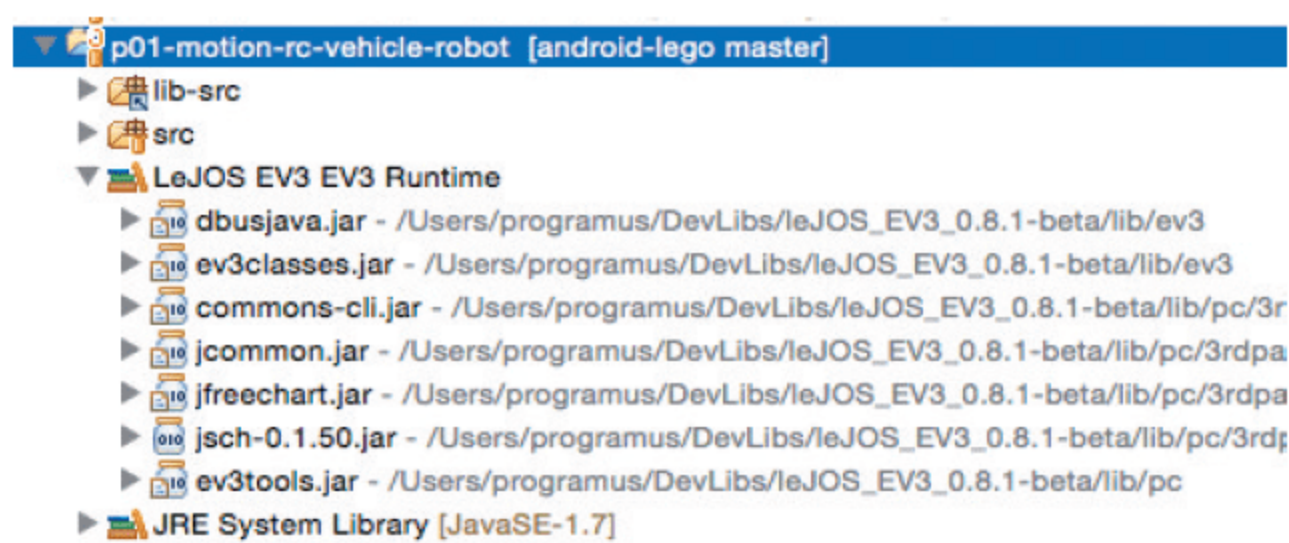 p01-motion-rc-vehicle-robot [android-lego master]
lib-src
src
LeJOS EV3 EV3 Runtime
dbusjava.jar - /Users/programus/DevLibs/leJOS_EV3_0.8.1-beta/lib/ev3
ev3classes.jar - /Users/programus/DevLibs/leJOS_EV3_0.8.1-beta/lib/ev3
commons-cli.jar - /Users/programus/DevLibs/leJOS_EV3_0.8.1-beta/lib/pc/3r
jcommon.jar - /Users/programus/DevLibs/leJOS_EV3_0.8.1-beta/lib/pc/3rdpa
jfreechart.jar - /Users/programus/DevLibs/leJOS_EV3_0.8.1-beta/lib/pc/3rdpa
jsch-0.1.50.jar - /Users/programus/DevLibs/leJOS_EV3_0.8.1-beta/lib/pc/3rdp
ev3tools.jar - /Users/programus/DevLibs/leJOS_EV3_0.8.1-beta/lib/pc
JRE System Library [JavaSE-1.7]